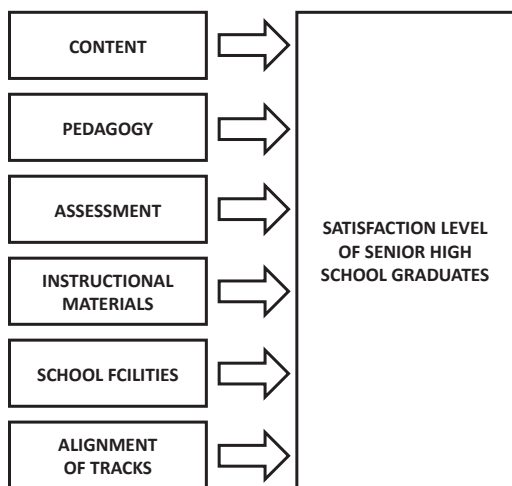 CONTENT
PEDAGOGY
ASSESSMENT
INSTRUCTIONAL
MATERIALS
SCHOOL FCILITIES
ALIGNMENT
OF TRACKS
SATISFACTION LEVEL
OF SENIOR HIGH
SCHOOL GRADUATES